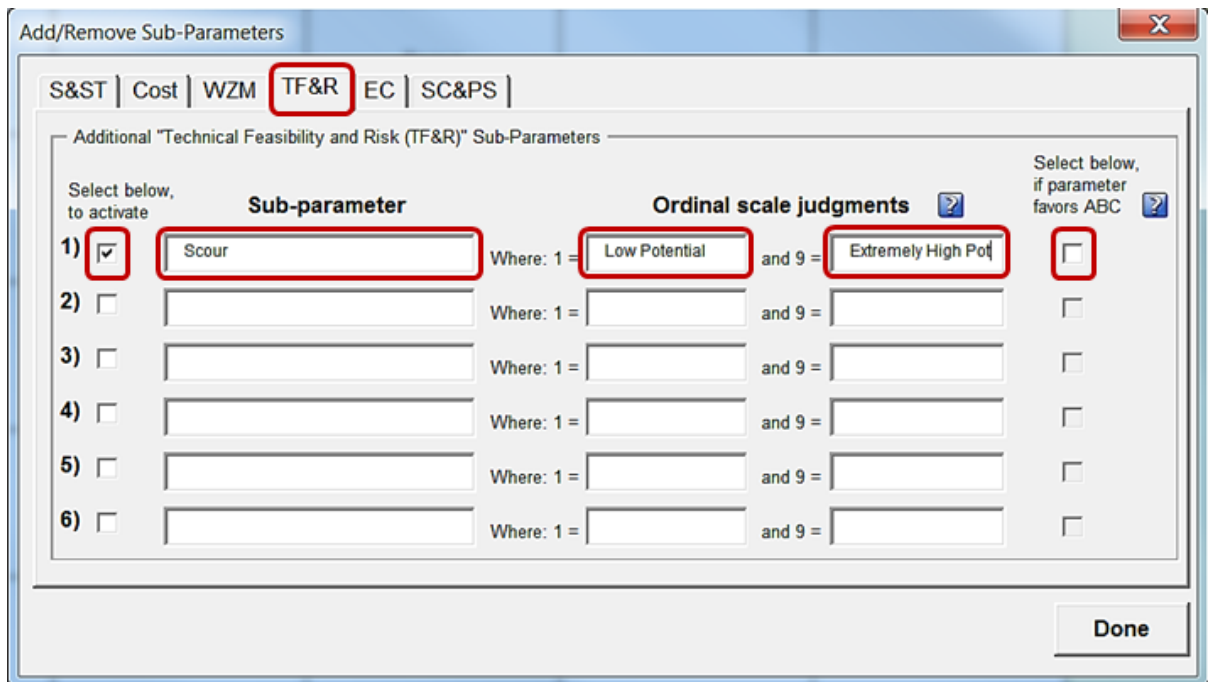 Add/Remove Sub-Parameters
X
S&ST | Cost | WZM | TF&R | EC | SC&PS |
Additional "Technical Feasibility and Risk (TF&R)" Sub-Parameters
Select below,
to activate
Sub-parameter
Ordinal scale judgments ?
Select below,
if parameter
favors ABC ?
1) Scour Where: 1 = Low Potential and 9 = Extremely High Pot
2) Where: 1 = and 9 =
3) Where: 1 = and 9 =
4) Where: 1 = and 9 =
5) Where: 1 = and 9 =
6) Where: 1 = and 9 =
Done